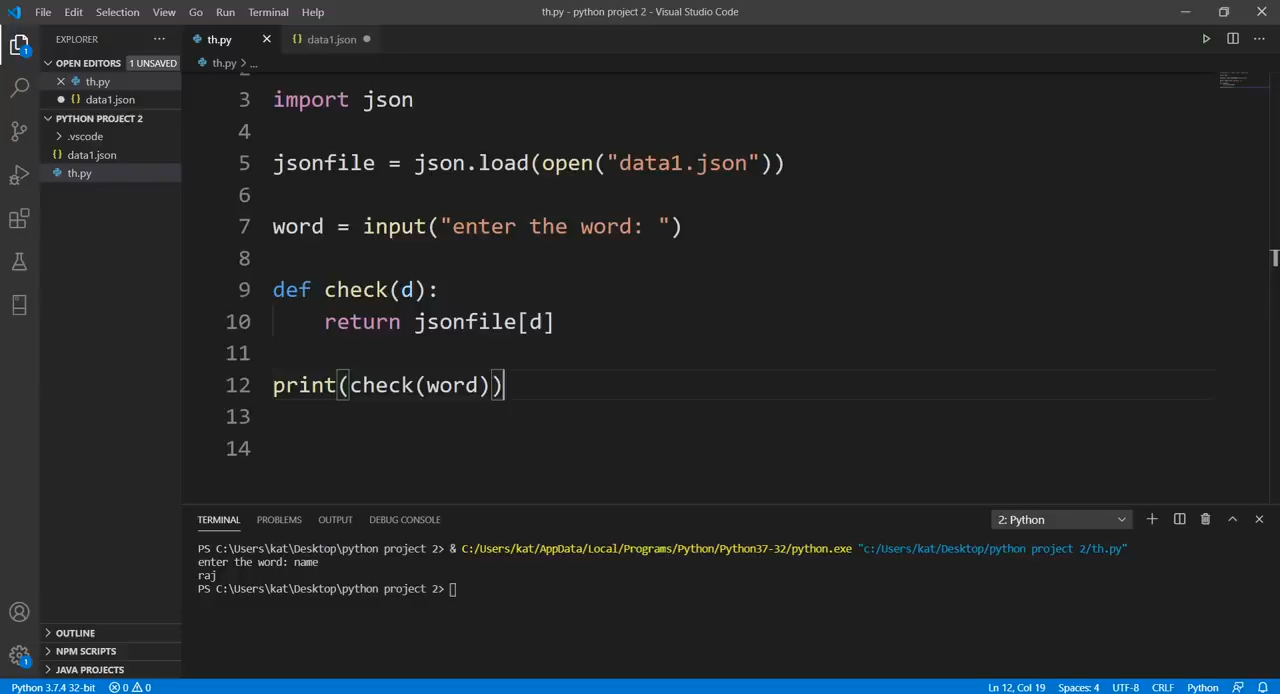 File Edit Selection View Go Run Terminal Help
th.py - python project 2 - Visual Studio Code
EXPLORER
OPEN EDITORS 1 UNSAVED
th.py
data1.json
PYTHON PROJECT 2
.vscode
data1.json
th.py
OUTLINE
NPM SCRIPTS
JAVA PROJECTS
1
1
th.py data1.json
th.py > ...
3 import json
4
5 jsonfile = json.load(open("data1.json"))
6
7 word = input("enter the word: ")
8
9 def check(d):
10 return jsonfile[d]
11
12 print(check(word))
13
14
TERMINAL PROBLEMS OUTPUT DEBUG CONSOLE 2: Python
PS C:\Users\kat\Desktop\python project 2> & C:/Users/kat/AppData/Local/Programs/Python/Python37-32/python.exe "c:/Users/kat/Desktop/python project 2/th.py"
enter the word: name
raj
PS C:\Users\kat\Desktop\python project 2>
Python 3.7.4 32-bit 0 0 Ln 12, Col 19 Spaces: 4 UTF-8 CRLF Python